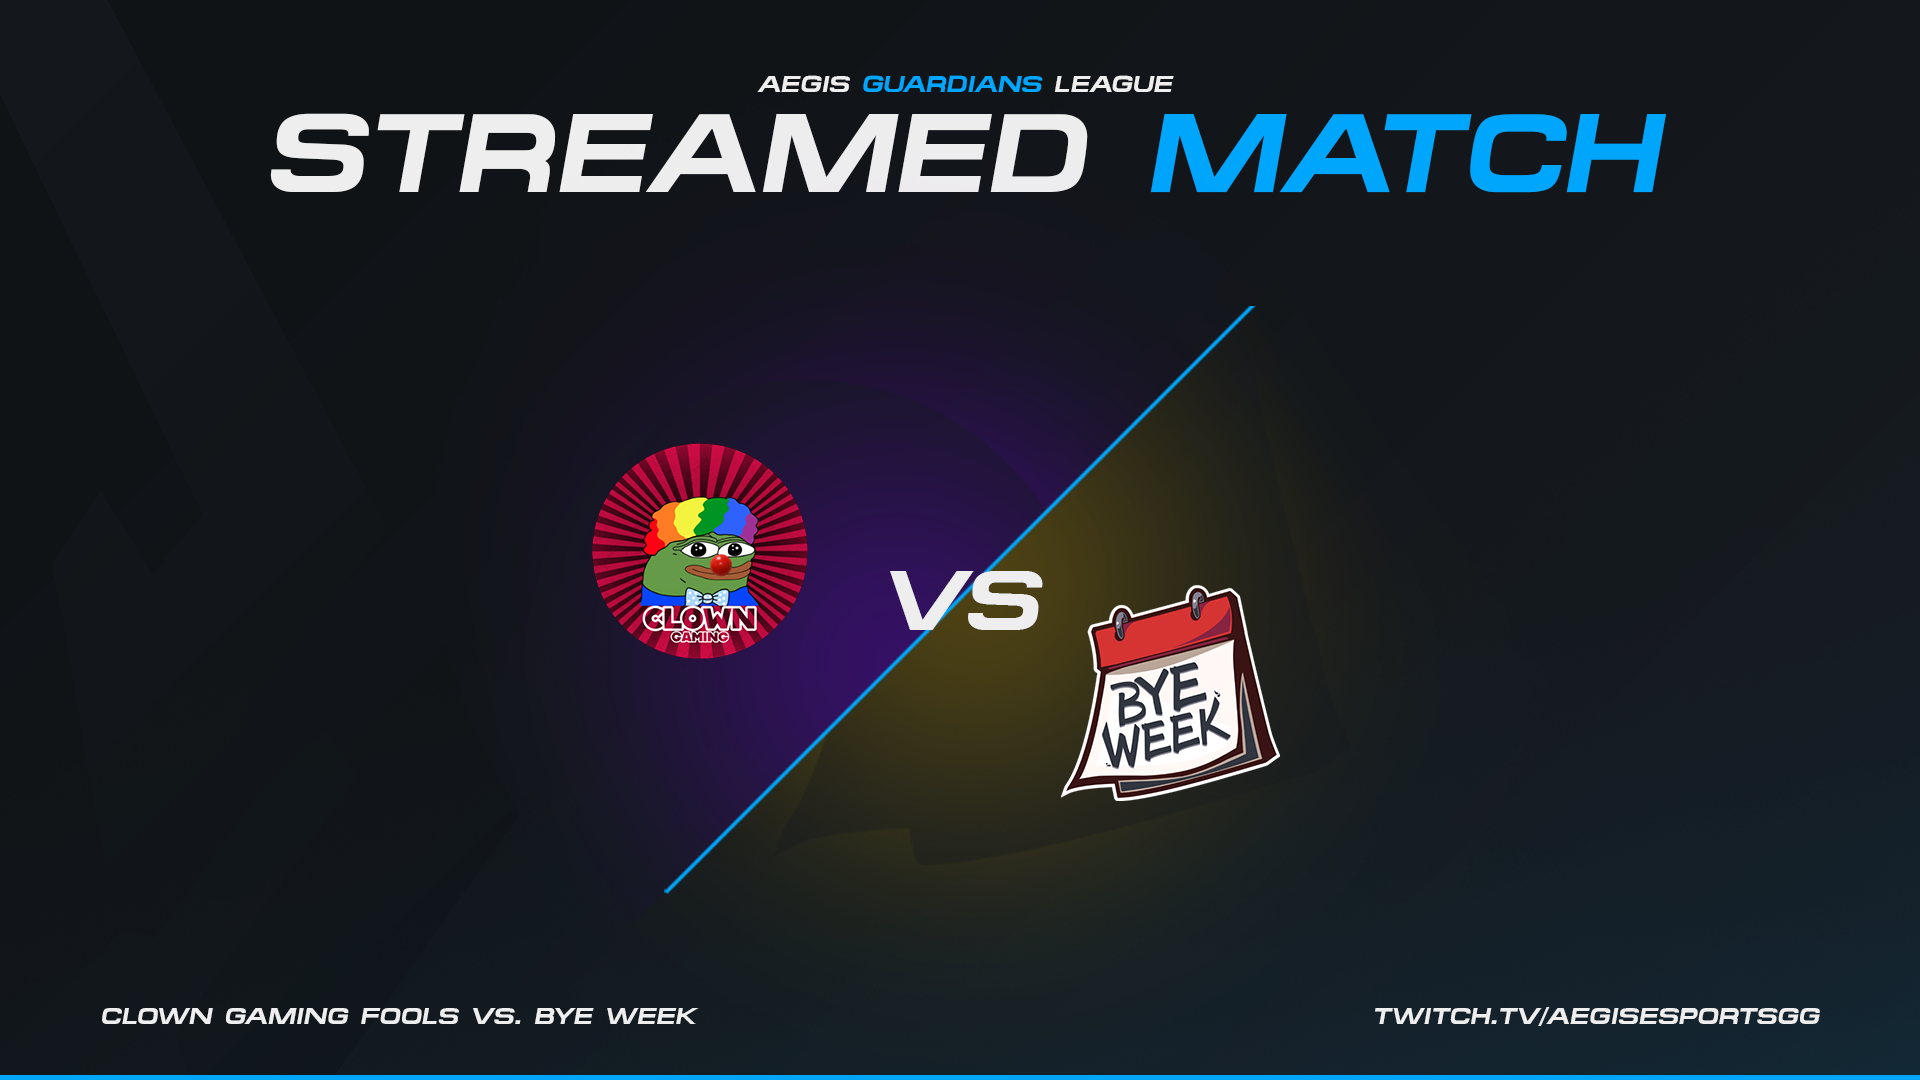 AEGIS GUARDIANS LEAGUE
STREAMED MATCH
CLOWN
GAMING
VS
BYE
WEEK
CLOWN GAMING FOOLS VS. BYE WEEK
TWITCH.TV/AEGISESPORTSGG